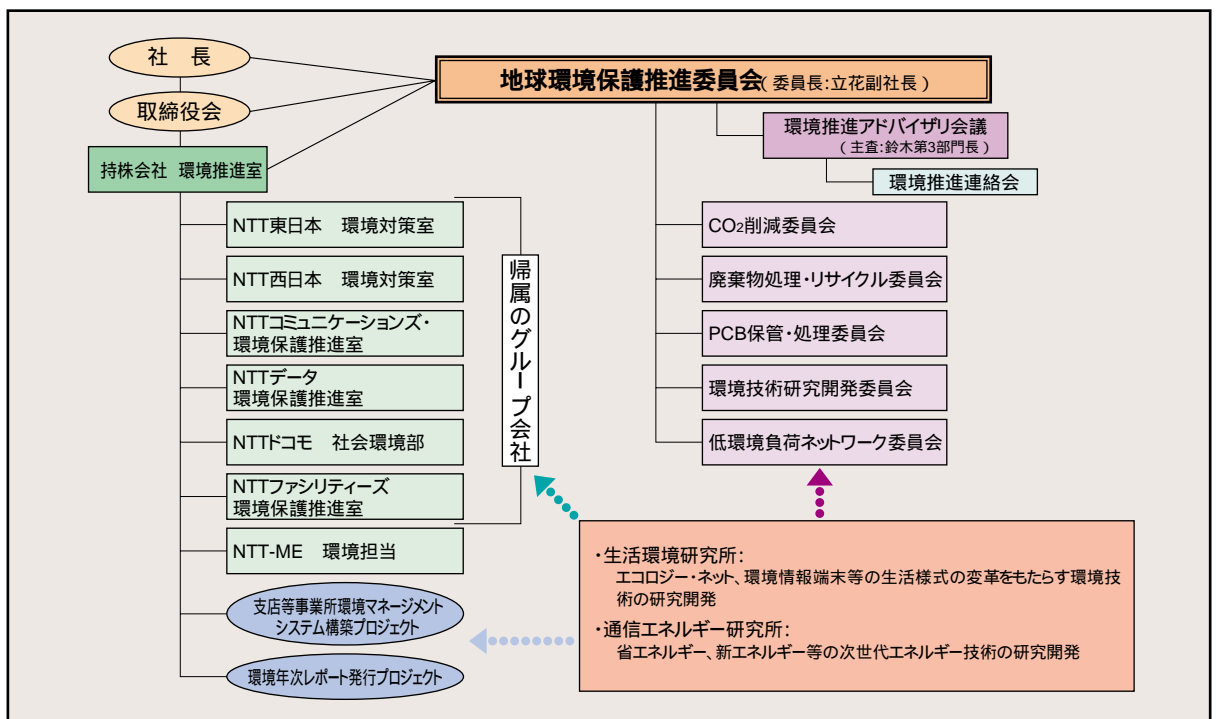 社　長
取締役会
持株会社 環境推進室
地球環境保護推進委員会（委員長：立花副社長）
環境推進アドバイザリ会議
（主査：鈴木第3部門長）
環境推進連絡会
NTT東日本　環境対策室
NTT西日本　環境対策室
NTTコミュニケーションズ・
環境保護推進室
NTTデータ
環境保護推進室
NTTドコモ　社会環境部
NTTファシリティーズ
環境保護推進室
NTT-ME　環境担当
支店等事業所環境マネージメント
システム構築プロジェクト
環境年次レポート発行プロジェクト
帰属のグループ会社
CO2削減委員会
廃棄物処理・リサイクル委員会
PCB保管・処理委員会
環境技術研究開発委員会
低環境負荷ネットワーク委員会
・生活環境研究所：
エコロジー・ネット、環境情報端末等の生活様式の変革をもたらす環境技
術の研究開発
・通信エネルギー研究所：
省エネルギー、新エネルギー等の次世代エネルギー技術の研究開発